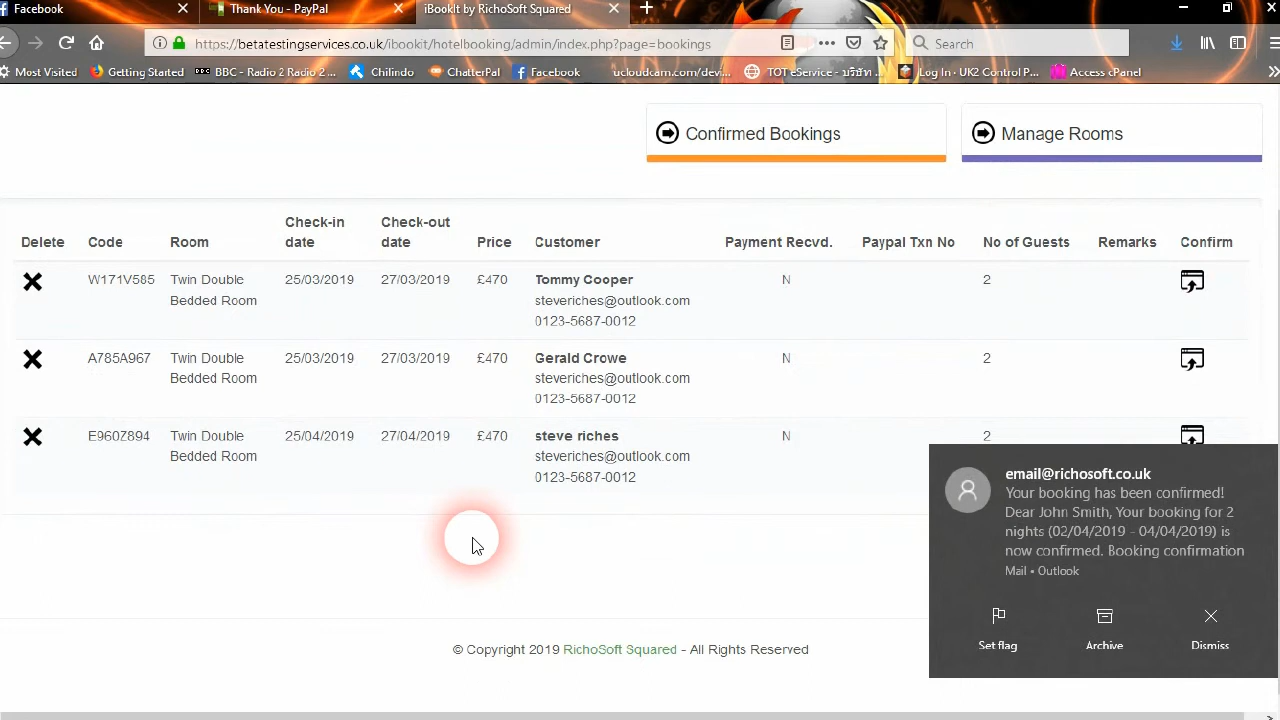 Facebook
Thank You - PayPal
iBookIt by RichoSoft Squared
https://betatestingservices.co.uk/ibookit/hotelbooking/admin/index.php?page=bookings
Search
Most Visited
Getting Started
BBC - Radio 2 Radio 2 ...
Chilindo
ChatterPal
Facebook
ucloudcam.com/devi...
TOT eService - บริษัท ...
Log In · UK2 Control P...
Access cPanel
Confirmed Bookings
Manage Rooms
Delete Code Room Check-in date Check-out date Price Customer Payment Recvd. Paypal Txn No No of Guests Remarks Confirm
W171V585 Twin Double 25/03/2019 27/03/2019 £470 Tommy Cooper N 2
Bedded Room steveriches@outlook.com
0123-5687-0012
A785A967 Twin Double 25/03/2019 27/03/2019 £470 Gerald Crowe N 2
Bedded Room steveriches@outlook.com
0123-5687-0012
E960Z894 Twin Double 25/04/2019 27/04/2019 £470 steve riches N 2
Bedded Room steveriches@outlook.com
0123-5687-0012
email@richosoft.co.uk
Your booking has been confirmed!
Dear John Smith, Your booking for 2
nights (02/04/2019 - 04/04/2019) is
now confirmed. Booking confirmation
Mail • Outlook
Set flag
Archive
Dismiss
© Copyright 2019 RichoSoft Squared - All Rights Reserved